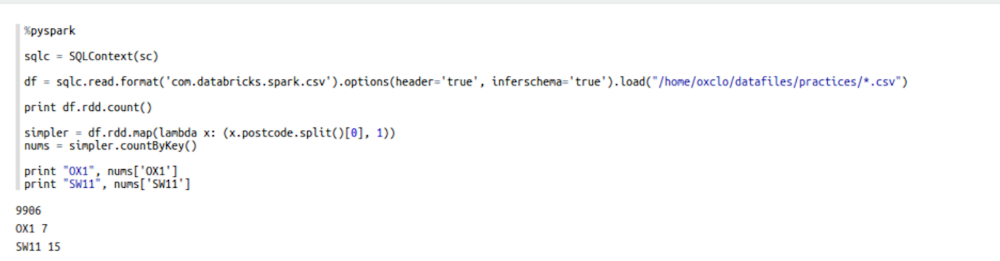 %pyspark
sqlc = SQLContext(sc)
df = sqlc.read.format('com.databricks.spark.csv').options(header='true', inferschema='true').load("/home/oxclo/datafiles/practices/*.csv")
print df.rdd.count()
simpler = df.rdd.map(lambda x: (x.postcode.split()[0], 1))
nums = simpler.countByKey()
print "OX1", nums['OX1']
print "SW11", nums['SW11']
9906
OX1 7
SW11 15